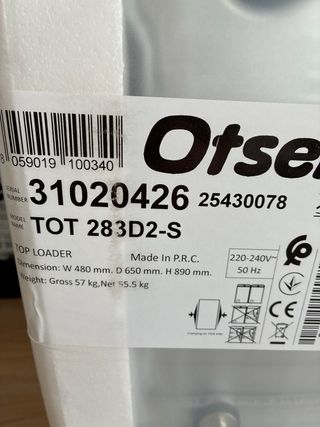 8 059019 100340
Otse
SERIAL NUMBER 31020426 25430078
MODEL NAME TOT 283D2-S
TOP LOADER Made In P.R.C.
Dimension: W 480 mm. D 650 mm. H 890 mm.
Weight: Gross 57 kg,Net 55.5 kg
220-240V~
50 Hz
CE